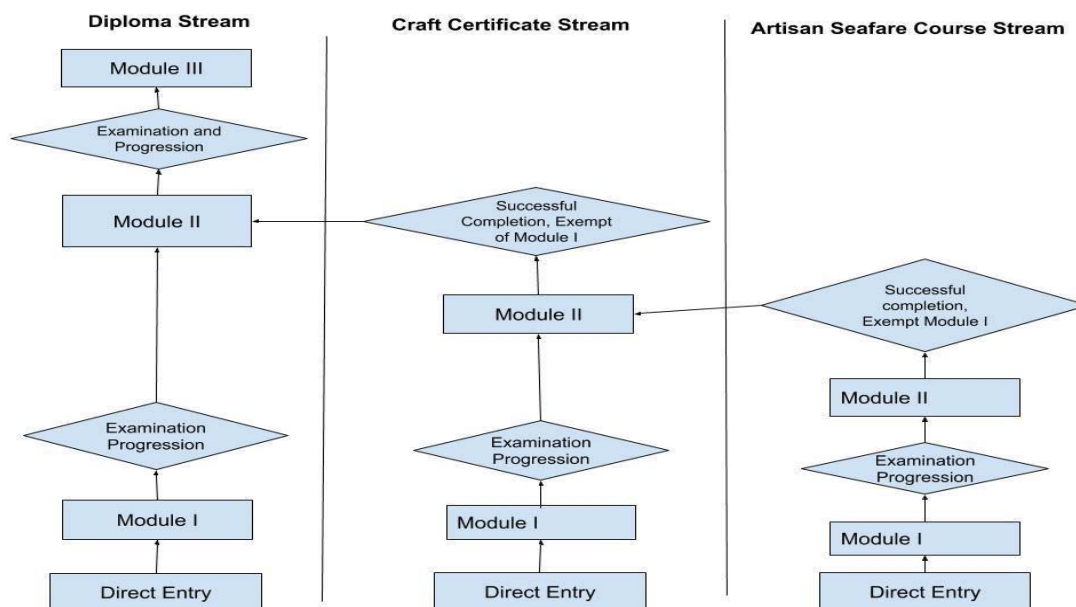 Diploma Stream
Craft Certificate Stream
Artisan Seafare Course Stream
Module III
Examination and
Progression
Module II
Examination
Progression
Module I
Direct Entry
Successful
Completion, Exempt
of Module I
Module II
Examination
Progression
Module I
Direct Entry
Successful
completion,
Exempt Module I
Module II
Examination
Progression
Module I
Direct Entry